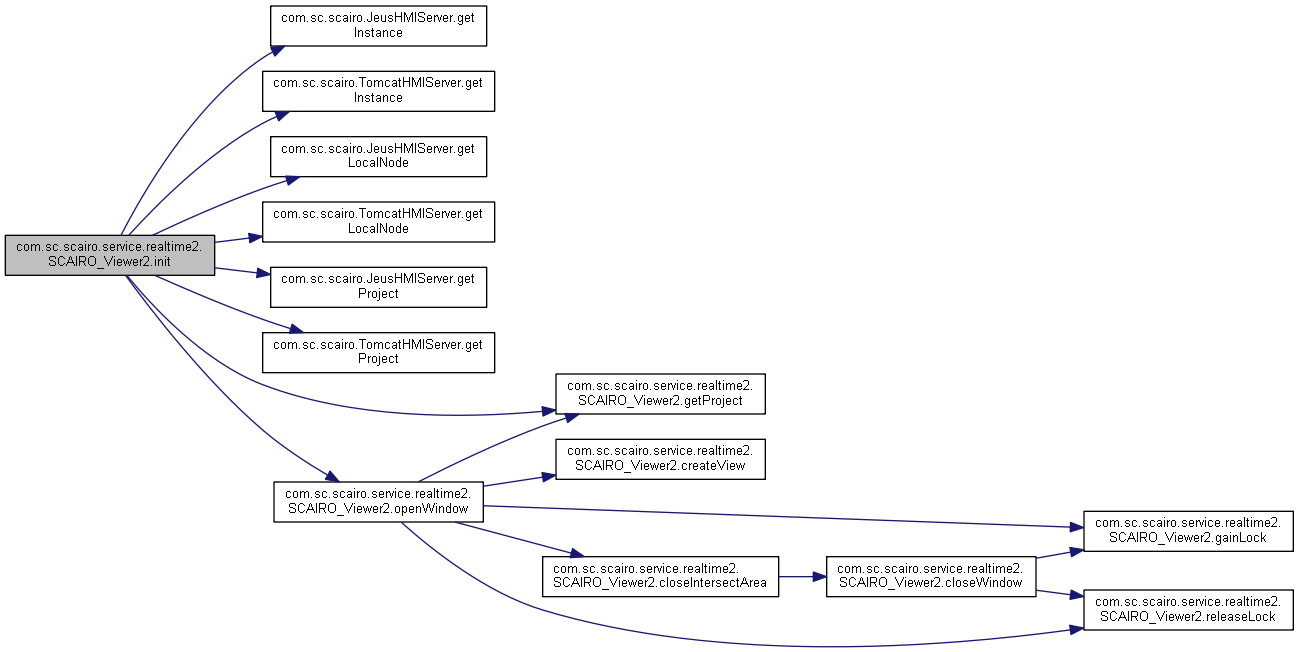 com.sc.scairo.JeusHMIServer.get
Instance
com.sc.scairo.TomcatHMIServer.get
Instance
com.sc.scairo.JeusHMIServer.get
LocalNode
com.sc.scairo.TomcatHMIServer.get
LocalNode
com.sc.scairo.service.realtime2.
SCAIRO_Viewer2.init
com.sc.scairo.JeusHMIServer.get
Project
com.sc.scairo.TomcatHMIServer.get
Project
com.sc.scairo.service.realtime2.
SCAIRO_Viewer2.getProject
com.sc.scairo.service.realtime2.
SCAIRO_Viewer2.createView
com.sc.scairo.service.realtime2.
SCAIRO_Viewer2.openWindow
com.sc.scairo.service.realtime2.
SCAIRO_Viewer2.gainLock
com.sc.scairo.service.realtime2.
SCAIRO_Viewer2.closeIntersectArea
com.sc.scairo.service.realtime2.
SCAIRO_Viewer2.closeWindow
com.sc.scairo.service.realtime2.
SCAIRO_Viewer2.releaseLock